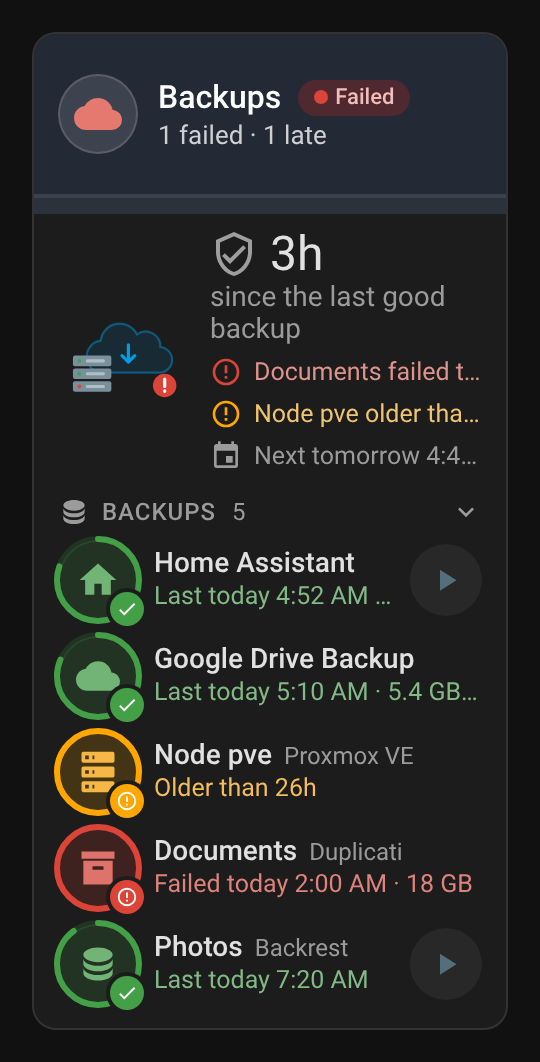 Backups Failed
1 failed · 1 late
3h
since the last good
backup
Documents failed t…
Node pve older tha…
Next tomorrow 4:4…
BACKUPS 5
Home Assistant
Last today 4:52 AM …
Google Drive Backup
Last today 5:10 AM · 5.4 GB…
Node pve Proxmox VE
Older than 26h
Documents Duplicati
Failed today 2:00 AM · 18 GB
Photos Backrest
Last today 7:20 AM